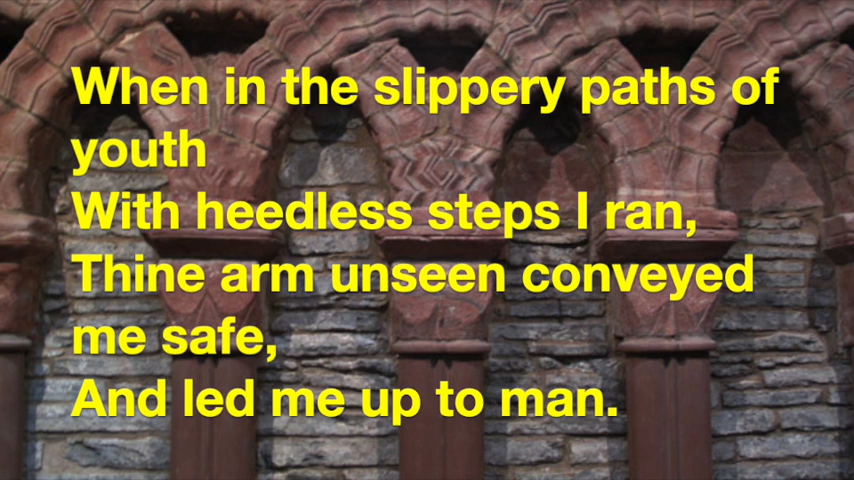 When in the slippery paths of
youth
With heedless steps I ran,
Thine arm unseen conveyed
me safe,
And led me up to man.